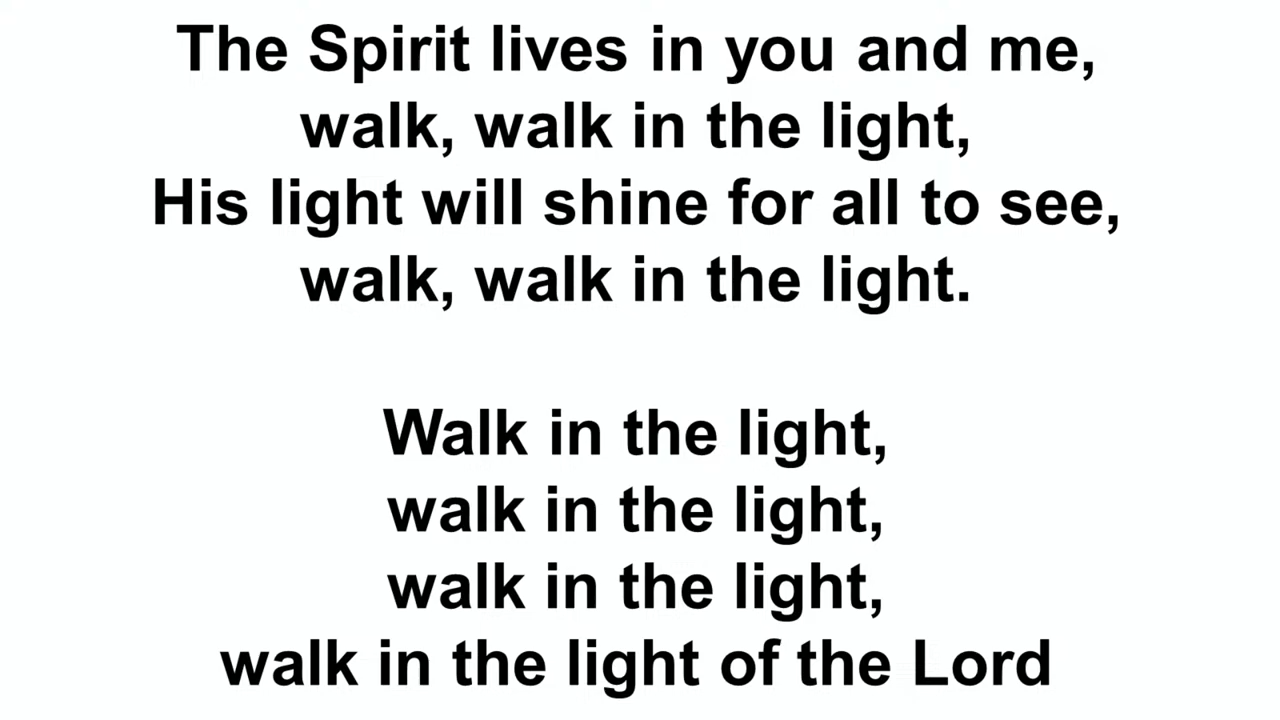 The Spirit lives in you and me,
walk, walk in the light,
His light will shine for all to see,
walk, walk in the light.
Walk in the light,
walk in the light,
walk in the light,
walk in the light of the Lord